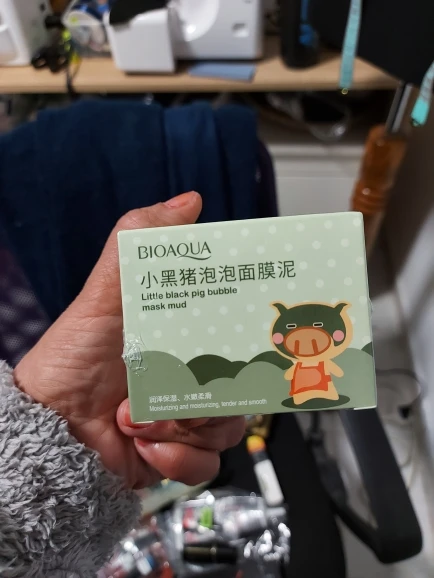 BIOAQUA
小黑猪泡泡面膜泥
Little black pig bubble
mask mud
润泽保湿、水嫩柔滑
Moisturizing and moisturizing, tender and smooth